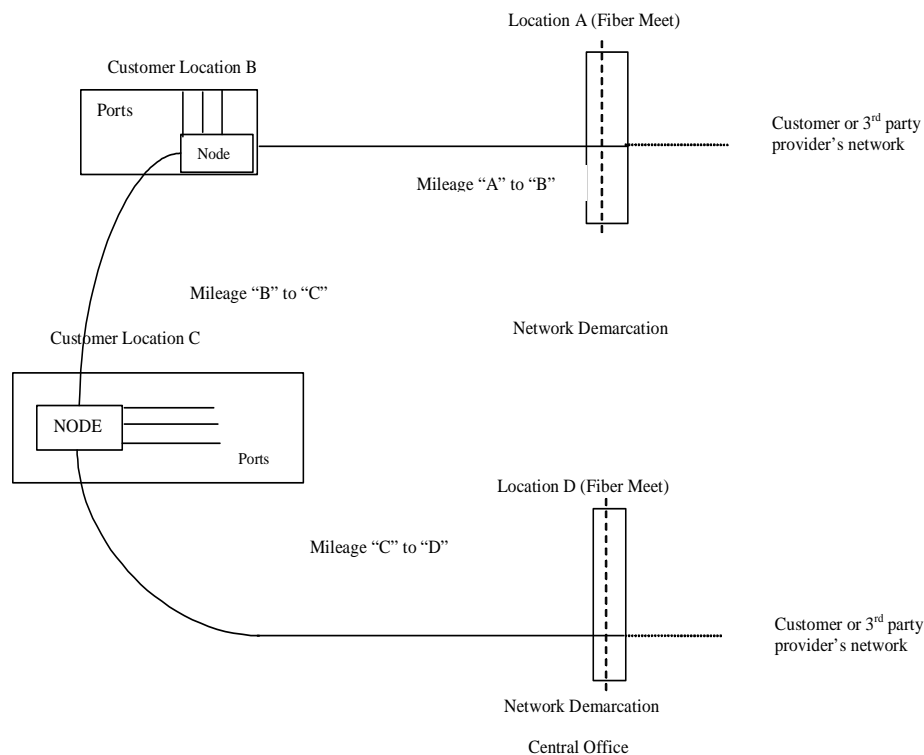 Location A (Fiber Meet)
Customer Location B
Ports
Node
Customer or 3rd party
provider’s network
Mileage “A” to “B”
Mileage “B” to “C”
Network Demarcation
Customer Location C
NODE
Ports
Location D (Fiber Meet)
Mileage “C” to “D”
Customer or 3rd party
provider’s network
Network Demarcation
Central Office